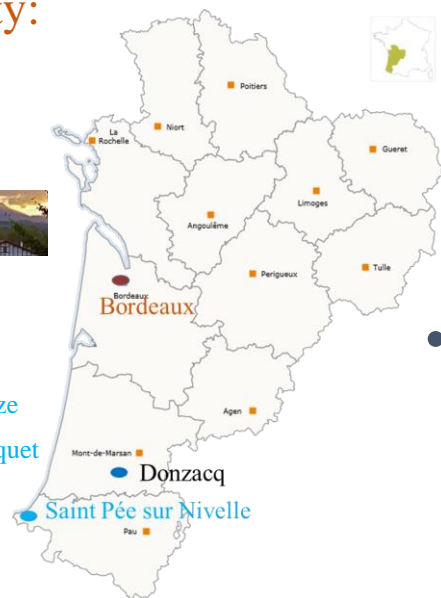 ty:
Poitiers
La
Rochelle
Niort
Gueret
Limoges
Angoulême
Tulle
Perigueux
Bordeaux
Bordeaux
ze
Agen
quet
Mont-de-Marsan
Donzacq
Saint Pée sur Nivelle
Pau